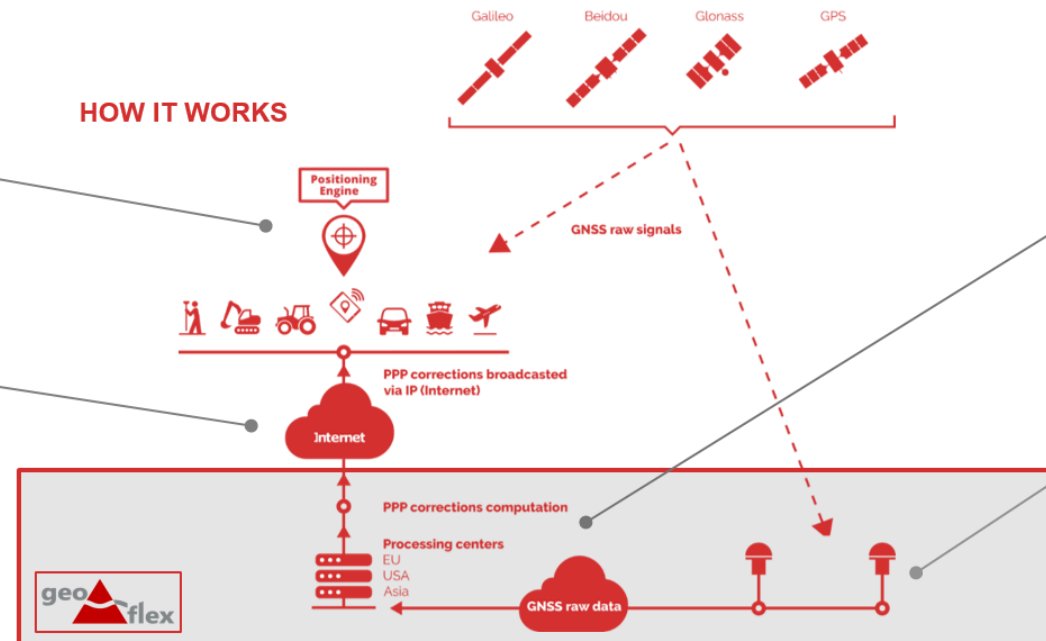 Galileo
Beidou
Glonass
GPS
HOW IT WORKS
Positioning
Engine
GNSS raw signals
PPP corrections broadcasted
via IP (Internet)
Internet
PPP corrections computation
Processing centers
EU
USA
Asia
GNSS raw data
geo
flex